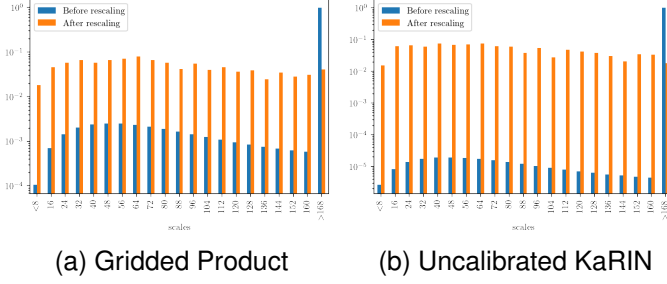 Before rescaling
After rescaling
10⁰
10⁻¹
10⁻²
10⁻³
10⁻⁴
<8 16 24 32 40 48 56 64 72 80 88 96 104 112 120 128 136 144 152 160 >168
scales
(a) Gridded Product
Before rescaling
After rescaling
10⁰
10⁻¹
10⁻²
10⁻³
10⁻⁴
10⁻⁵
<8 16 24 32 40 48 56 64 72 80 88 96 104 112 120 128 136 144 152 160 >168
scales
(b) Uncalibrated KaRIN